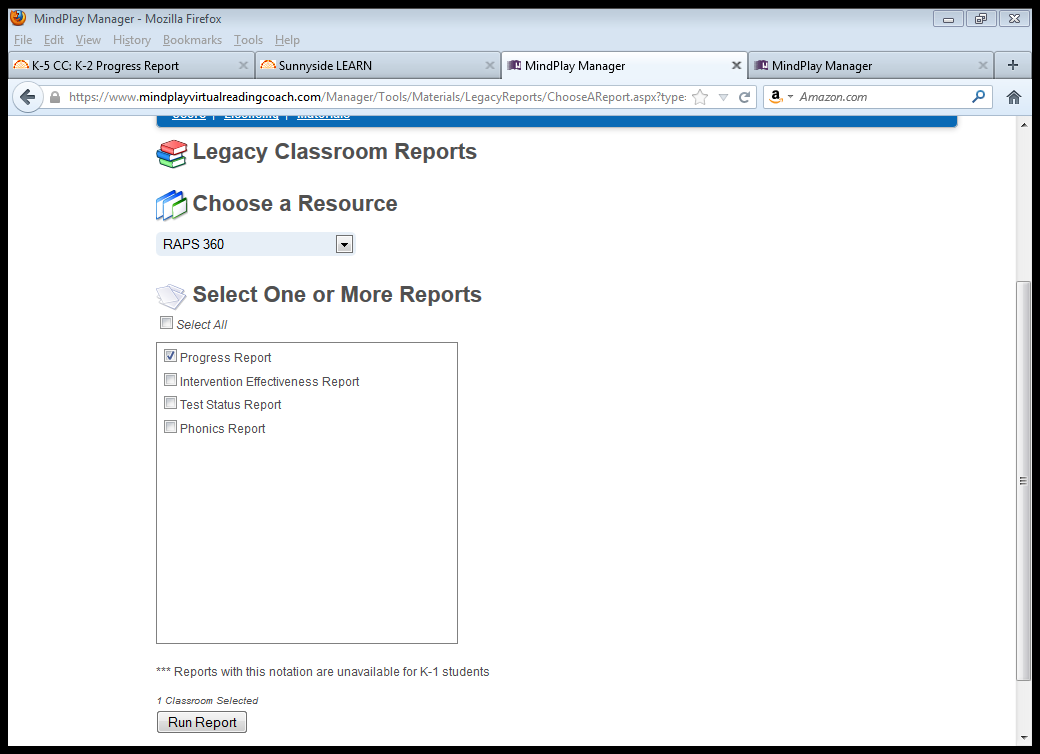 MindPlay Manager - Mozilla Firefox
File Edit View History Bookmarks Tools Help
K-5 CC: K-2 Progress Report
Sunnyside LEARN
MindPlay Manager
MindPlay Manager
https://www.mindplayvirtualreadingcoach.com/Manager/Tools/Materials/LegacyReports/ChooseAReport.aspx?type=
Amazon.com
Users | Licensing | Materials
Legacy Classroom Reports
Choose a Resource
RAPS 360
Select One or More Reports
Select All
Progress Report
Intervention Effectiveness Report
Test Status Report
Phonics Report
*** Reports with this notation are unavailable for K-1 students
1 Classroom Selected
Run Report